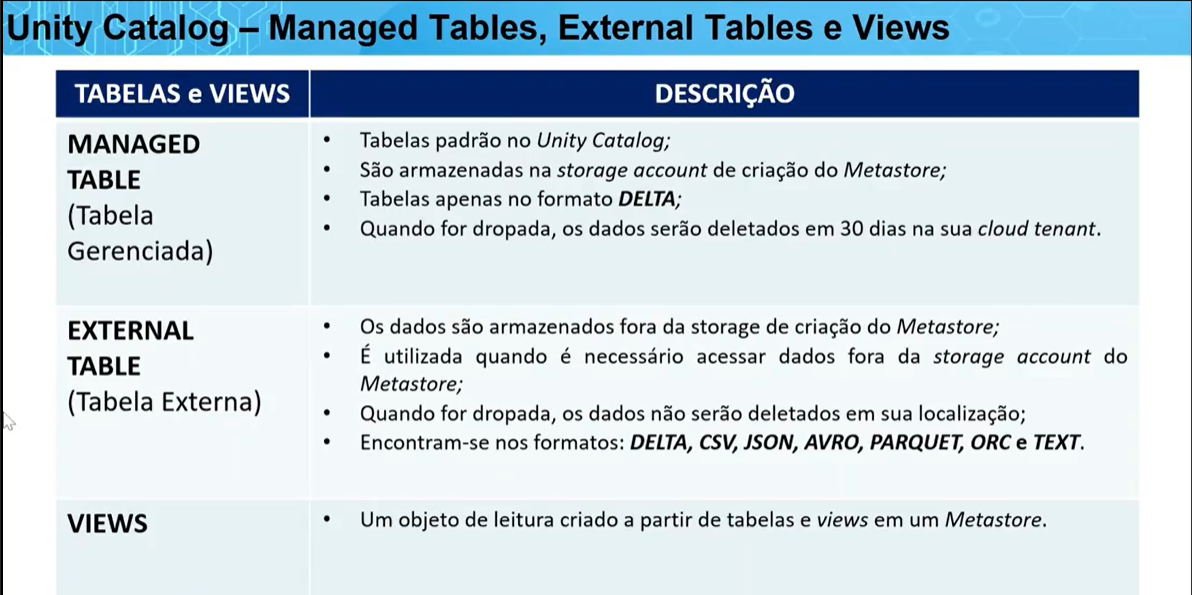 Unity Catalog – Managed Tables, External Tables e Views
TABELAS e VIEWS
DESCRIÇÃO
MANAGED
TABLE
(Tabela
Gerenciada)
• Tabelas padrão no Unity Catalog;
• São armazenadas na storage account de criação do Metastore;
• Tabelas apenas no formato DELTA;
• Quando for dropada, os dados serão deletados em 30 dias na sua cloud tenant.
EXTERNAL
TABLE
(Tabela Externa)
• Os dados são armazenados fora da storage de criação do Metastore;
• É utilizada quando é necessário acessar dados fora da storage account do
Metastore;
• Quando for dropada, os dados não serão deletados em sua localização;
• Encontram-se nos formatos: DELTA, CSV, JSON, AVRO, PARQUET, ORC e TEXT.
VIEWS
• Um objeto de leitura criado a partir de tabelas e views em um Metastore.